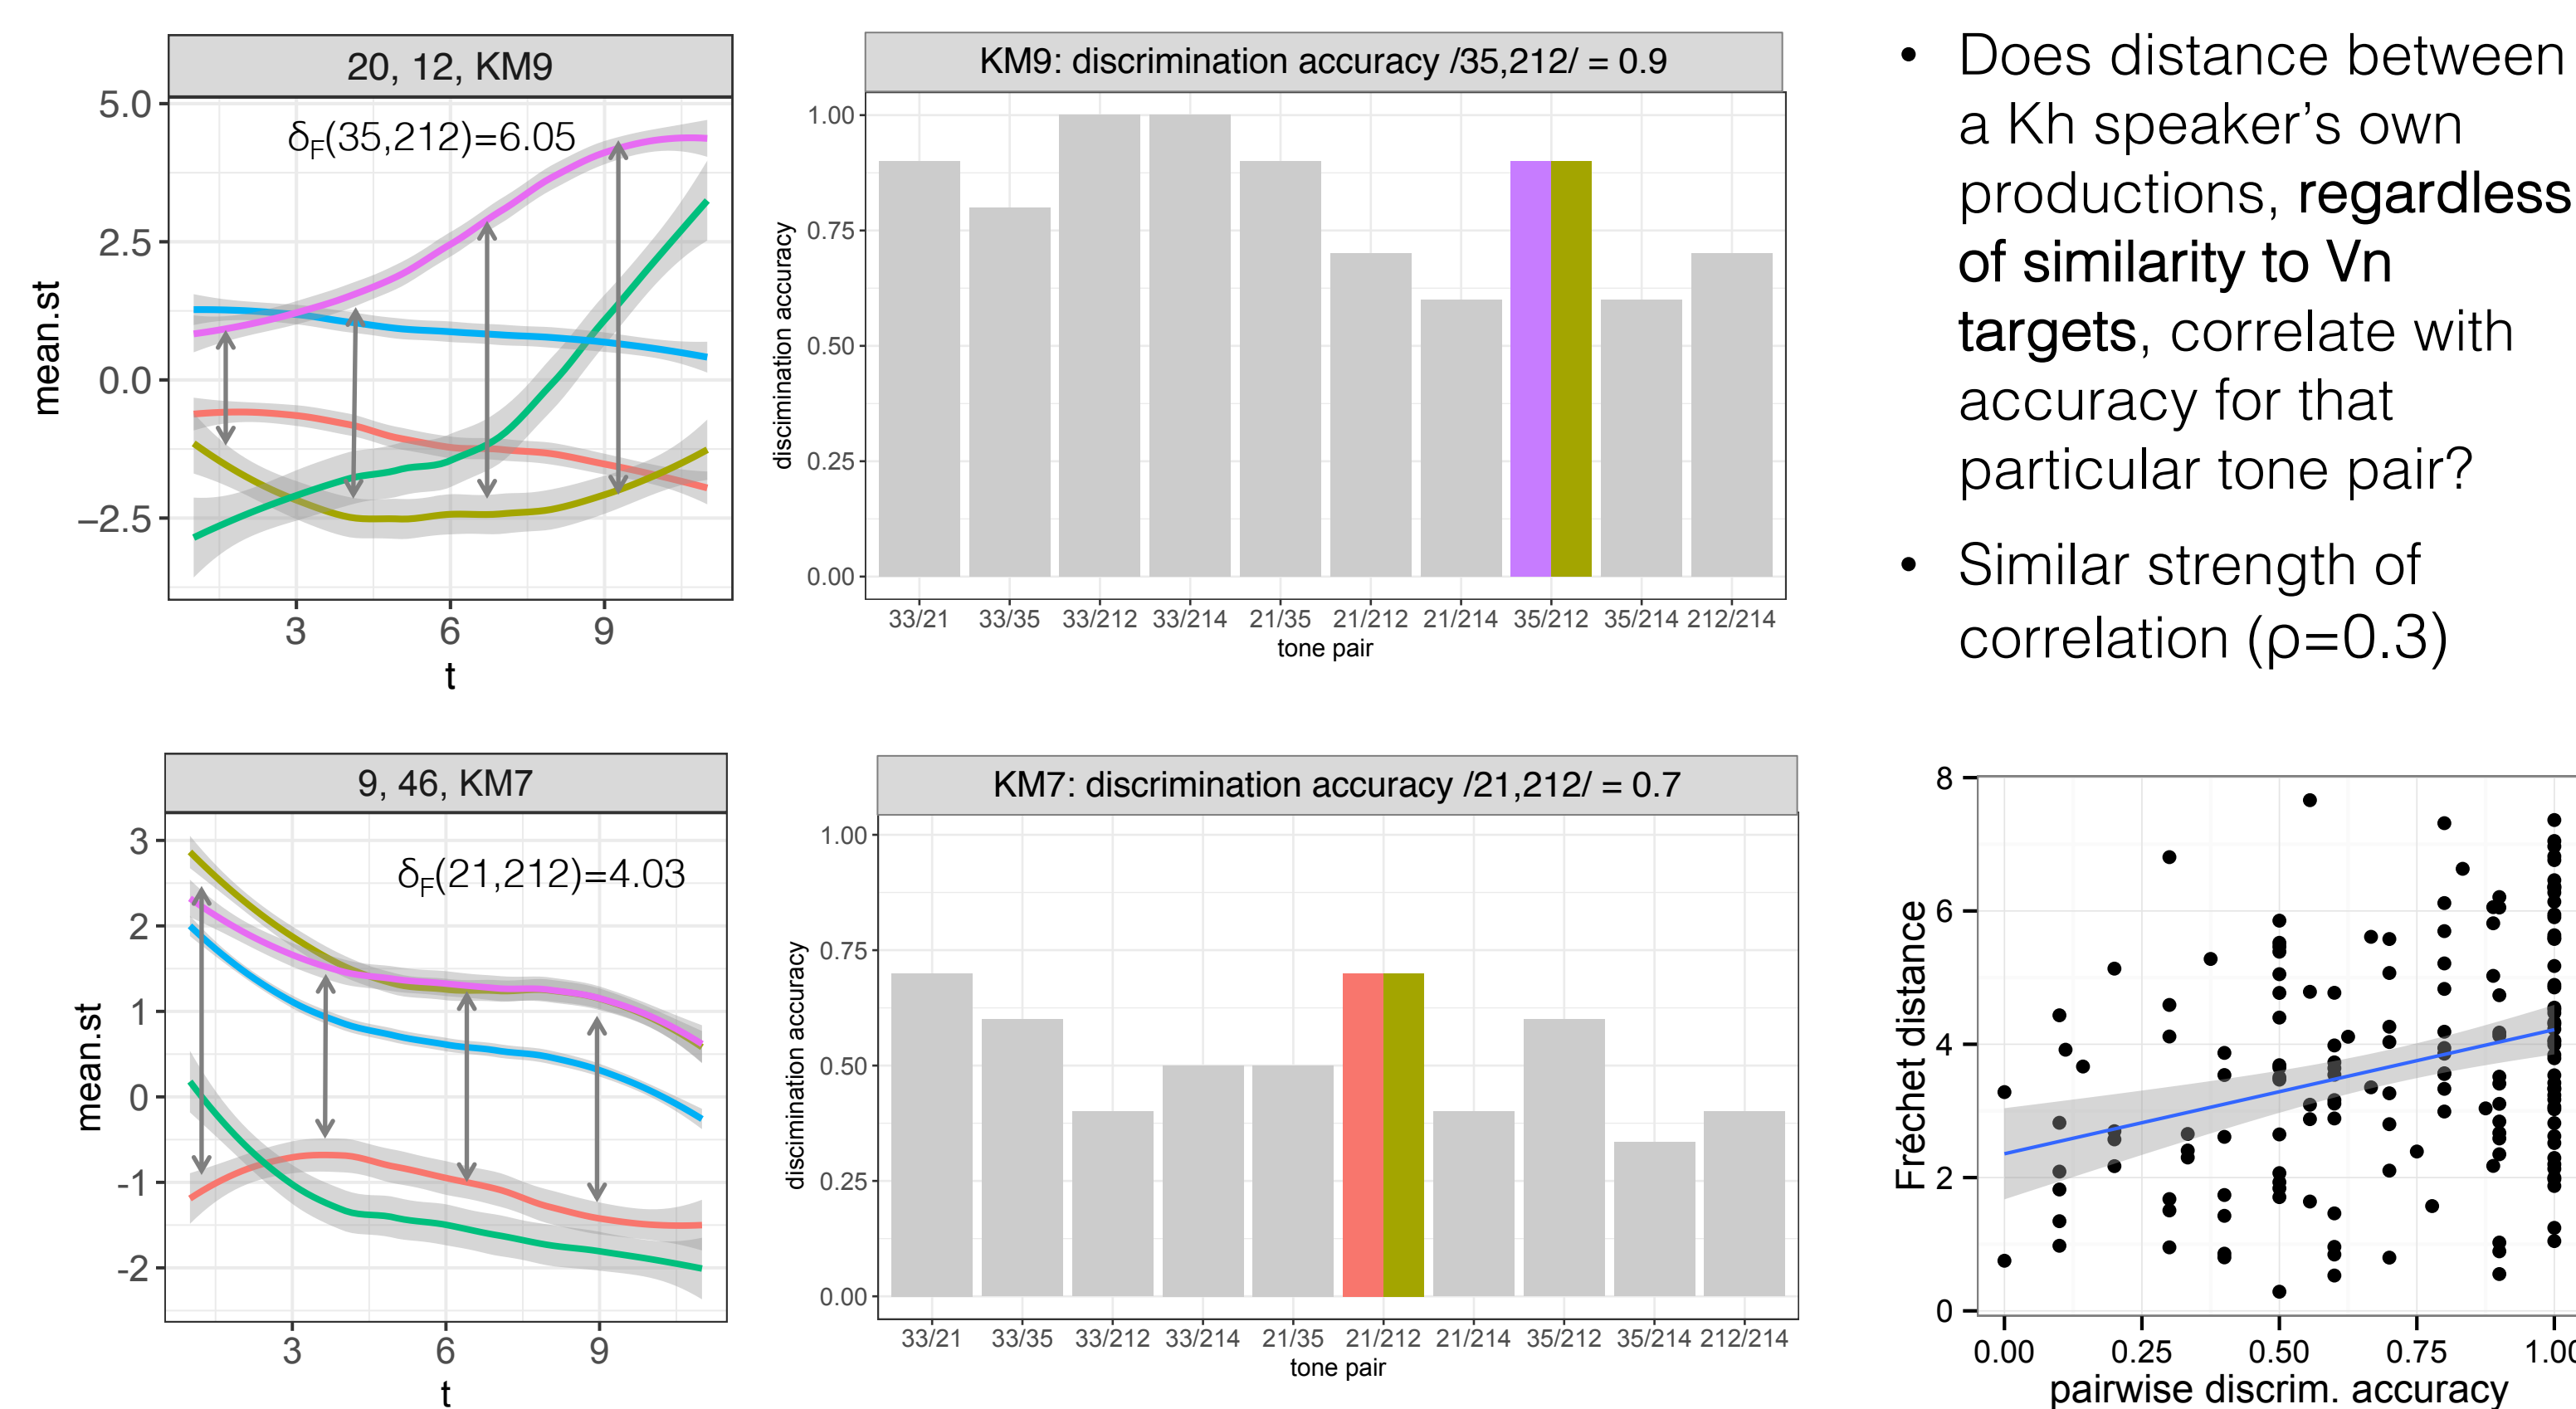 20, 12, KM9
δF(35,212)=6.05
5.0
2.5
0.0
−2.5
mean.st
3 6 9
t
KM9: discrimination accuracy /35,212/ = 0.9
1.00
0.75
0.50
0.25
0.00
discrimination accuracy
33/21 33/35 33/212 33/214 21/35 21/212 21/214 35/212 35/214 212/214
tone pair
• Does distance between
a Kh speaker’s own
productions, regardless
of similarity to Vn
targets, correlate with
accuracy for that
particular tone pair?
• Similar strength of
correlation (ρ=0.3)
9, 46, KM7
δF(21,212)=4.03
3
2
1
0
-1
-2
mean.st
3 6 9
t
KM7: discrimination accuracy /21,212/ = 0.7
1.00
0.75
0.50
0.25
0.00
discrimination accuracy
33/21 33/35 33/212 33/214 21/35 21/212 21/214 35/212 35/214 212/214
tone pair
8
6
4
2
0
Fréchet distance
0.00 0.25 0.50 0.75 1.00
pairwise discrim. accuracy